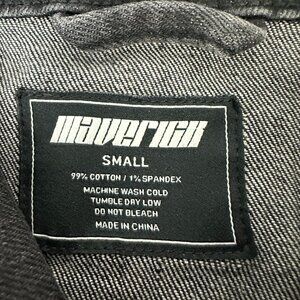 MAVERICK
SMALL
99% COTTON / 1% SPANDEX
MACHINE WASH COLD
TUMBLE DRY LOW
DO NOT BLEACH
MADE IN CHINA